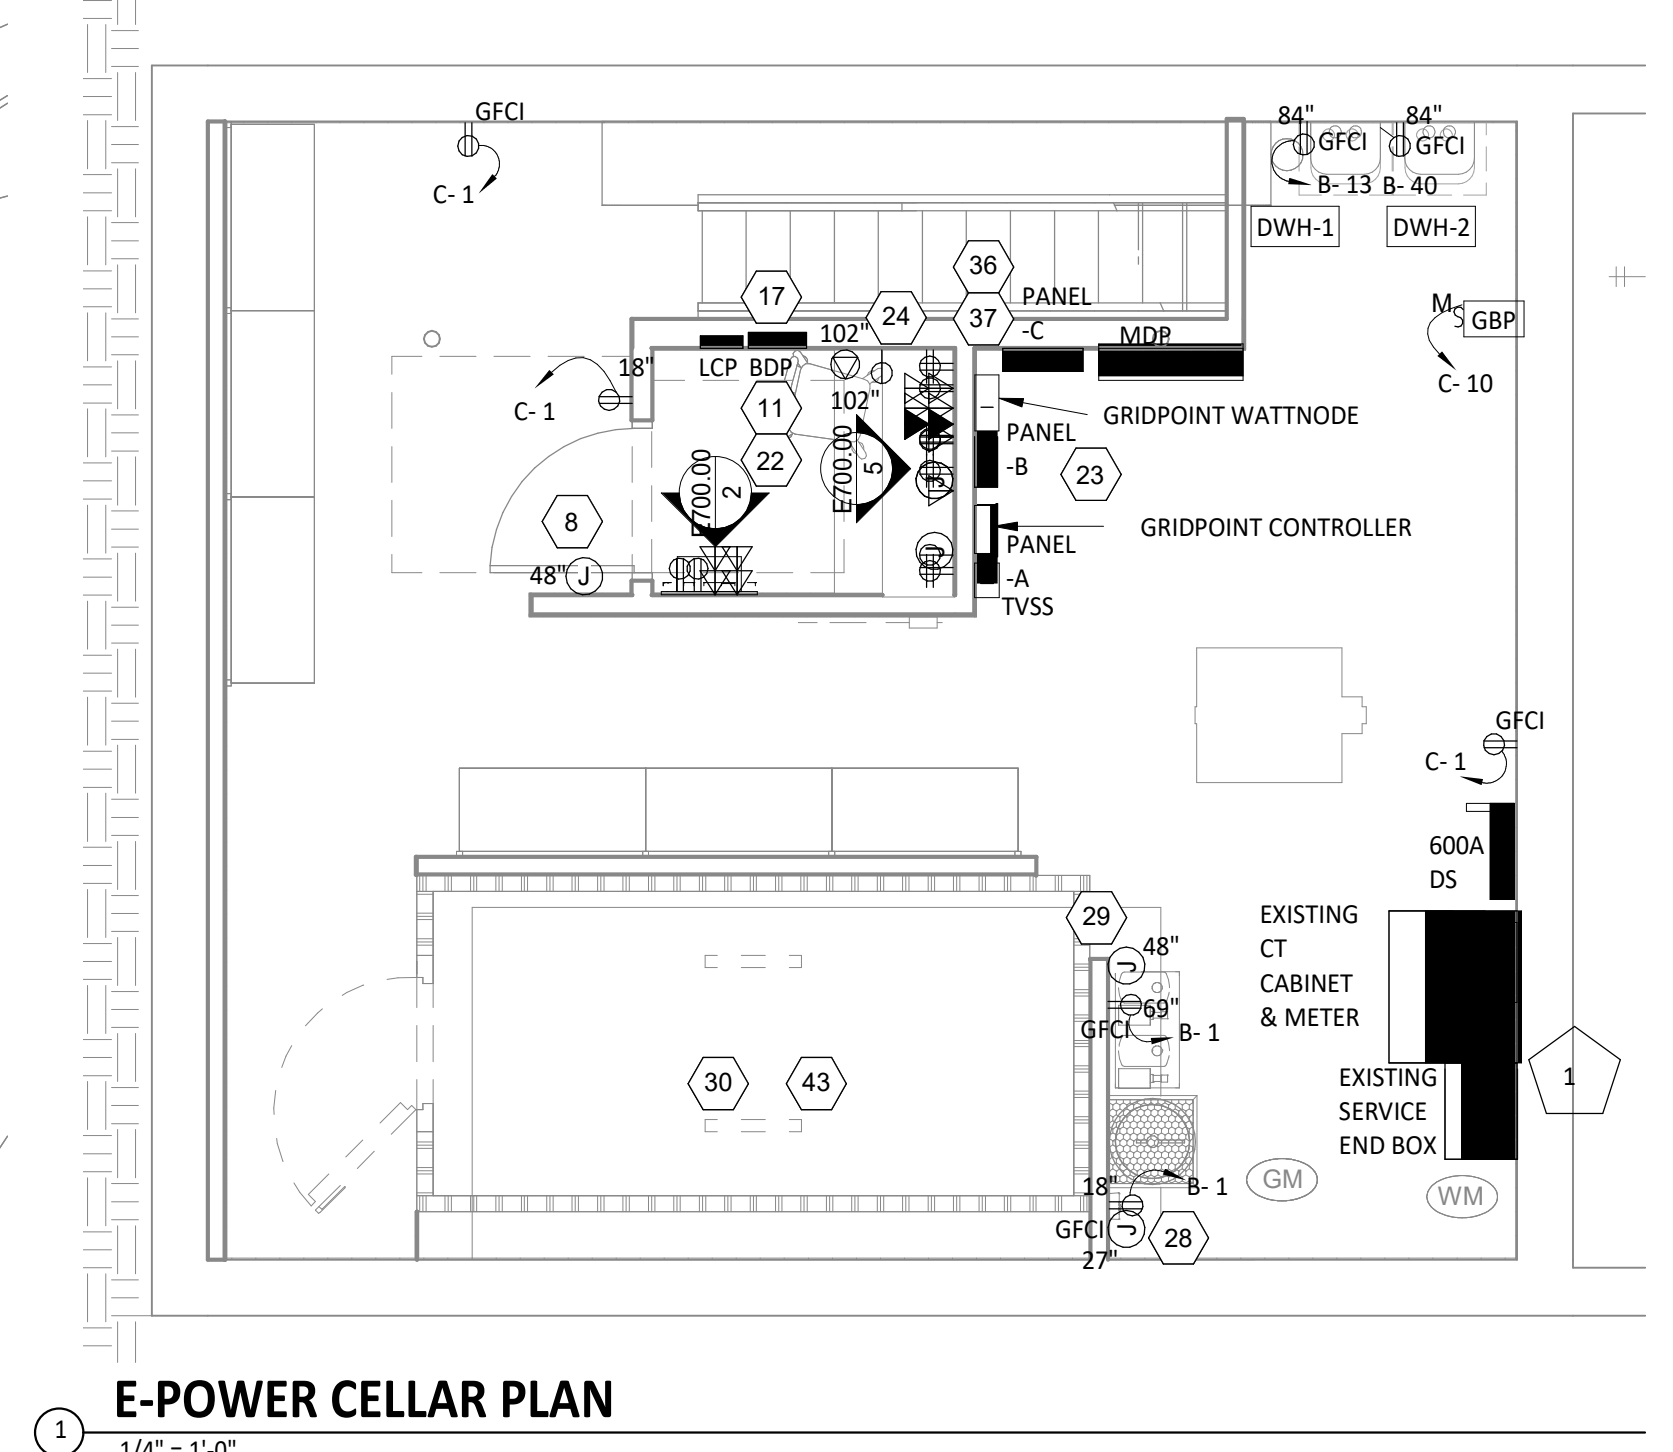 GFCI
84"
84"
GFCI
GFCI
C- 1
B- 13
B- 40
DWH-1
DWH-2
36
17
PANEL
-C
24
37
102"
MDP
M
S
GBP
18"
LCP
BDP
C- 10
C- 1
11
102"
GRIDPOINT WATTNODE
PANEL
-B
22
23
E700.00
2
E700.00
5
J
8
GRIDPOINT CONTROLLER
PANEL
-A
J
48"
J
TVSS
GFCI
C- 1
600A
DS
29
EXISTING
CT
CABINET
& METER
48"
J
69"
GFCI
B- 1
30
43
EXISTING
SERVICE
END BOX
1
GM
WM
18"
B- 1
GFCI
J
28
27"
E-POWER CELLAR PLAN
1
1/4" = 1'-0"